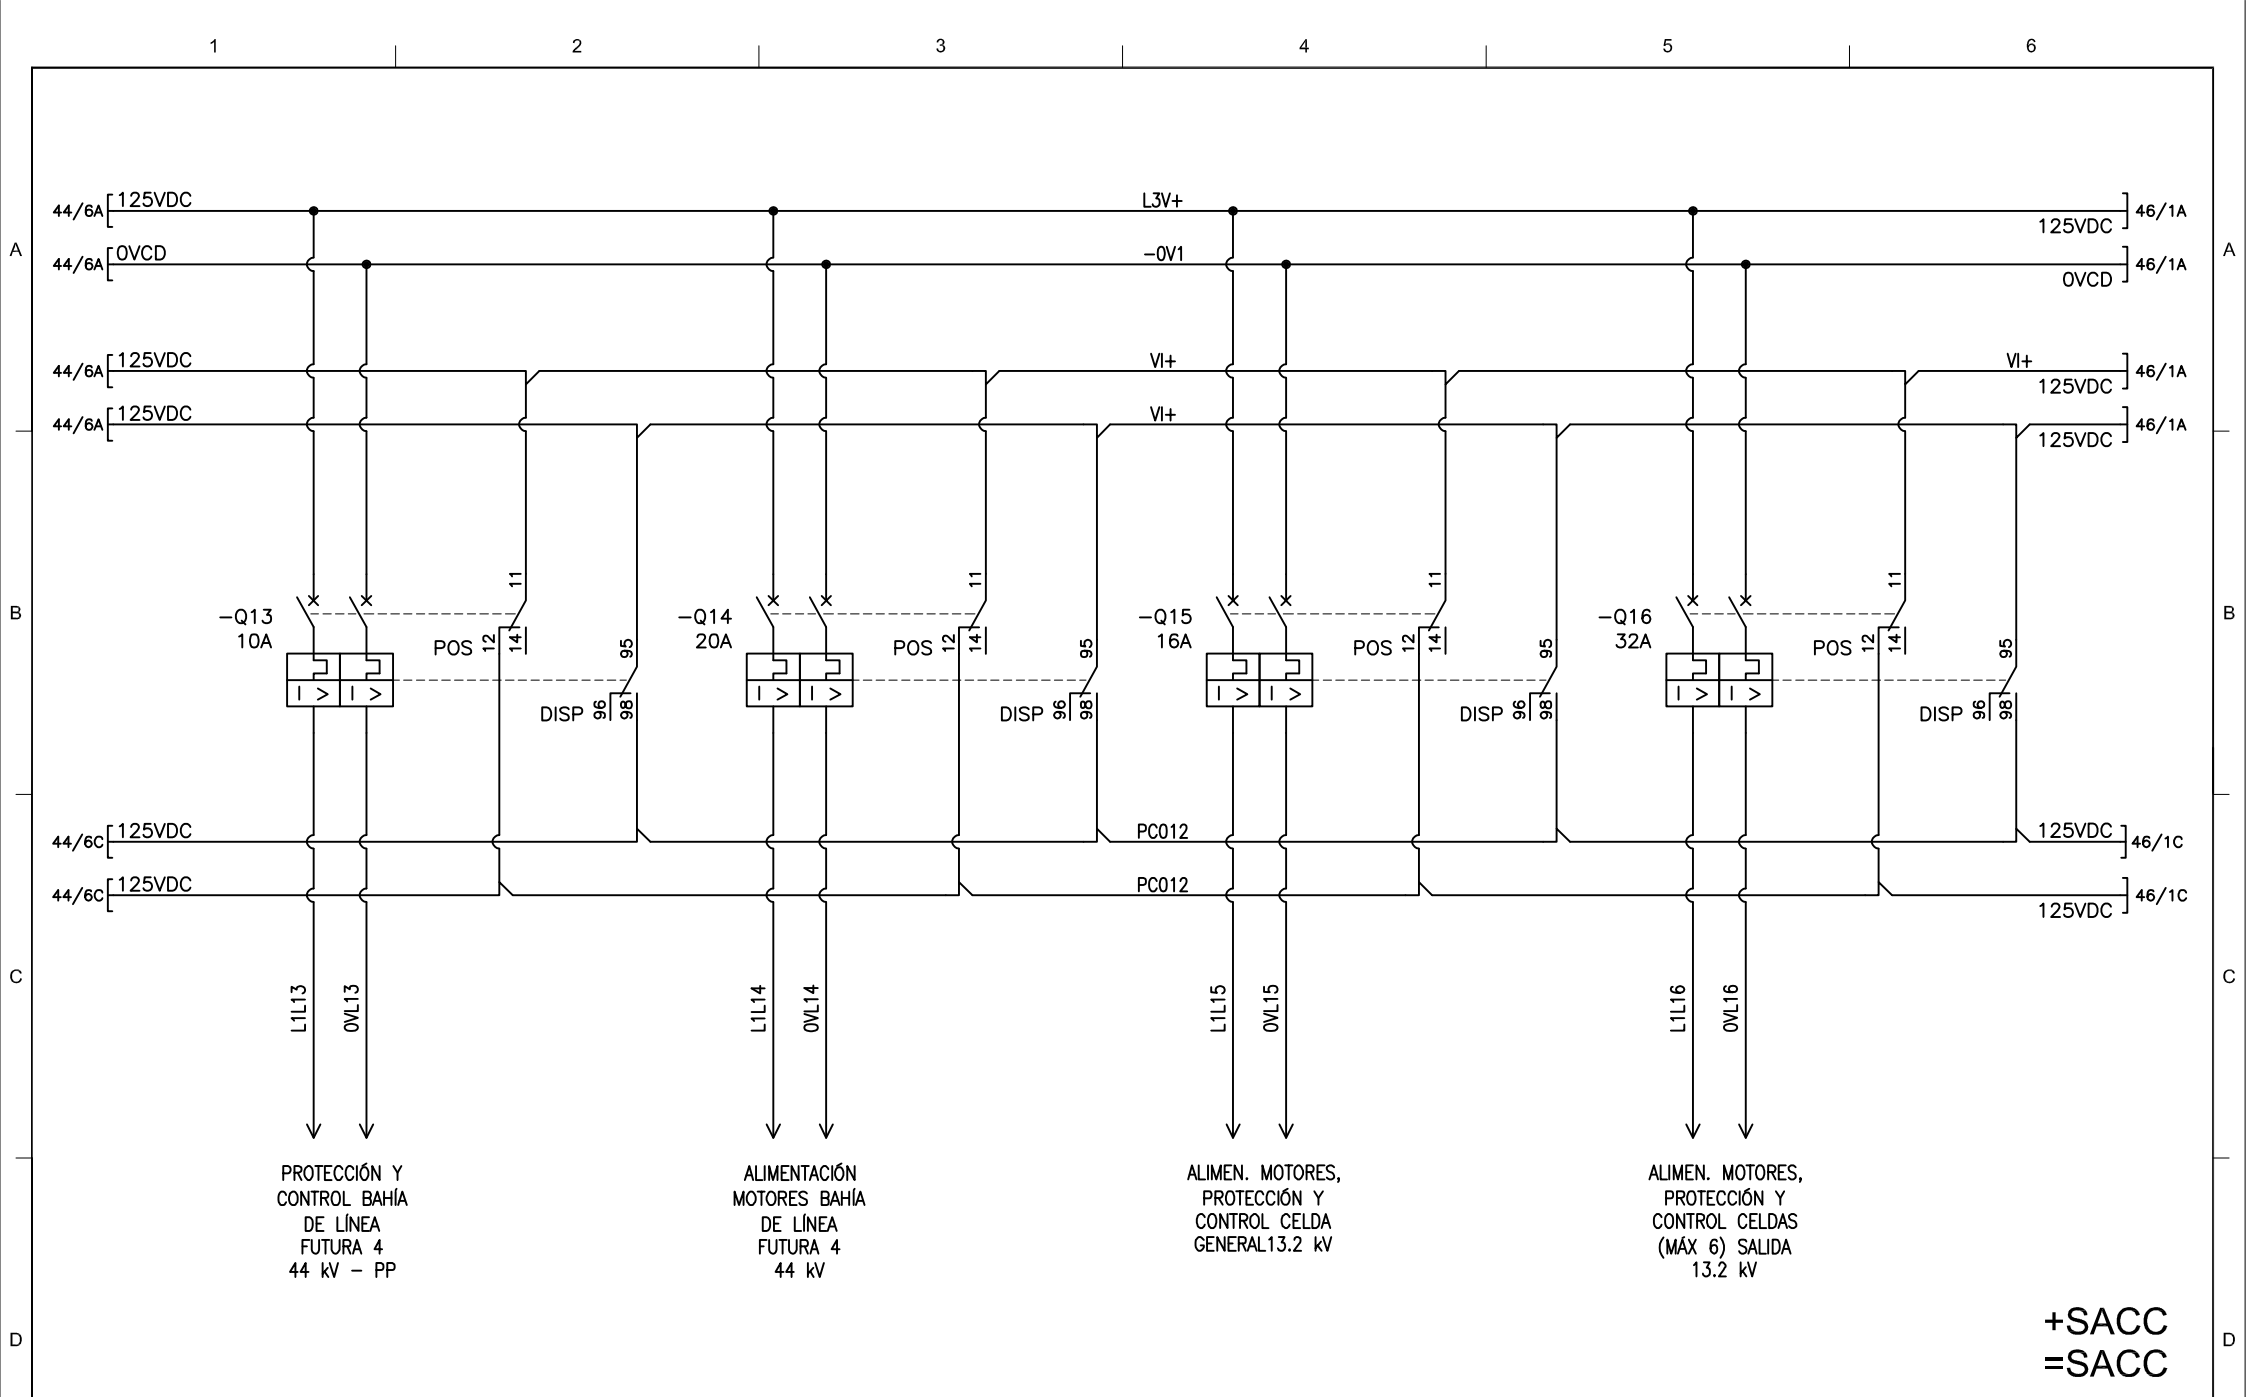 1 2 3 4 5 6
44/6A 125VDC L3V+ 125VDC 46/1A
A 44/6A 0VCD -0V1 0VCD 46/1A A
44/6A 125VDC VI+ VI+ 125VDC 46/1A
44/6A 125VDC VI+ 125VDC 46/1A
11 11 11 11
B B
-Q13 -Q14 -Q15 -Q16
10A 20A 16A 32A
POS 12 14 95 POS 12 14 95 POS 12 14 95 POS 12 14 95
I > I > I > I > I > I > I > I >
DISP 96 98 DISP 96 98 DISP 96 98 DISP 96 98
44/6C 125VDC PC012 125VDC 46/1C
44/6C 125VDC PC012 125VDC 46/1C
C C
L1L13 0VL13 L1L14 0VL14 L1L15 0VL15 L1L16 0VL16
PROTECCIÓN Y
CONTROL BAHÍA
DE LÍNEA
FUTURA 4
44 kV - PP
ALIMENTACIÓN
MOTORES BAHÍA
DE LÍNEA
FUTURA 4
44 kV
ALIMEN. MOTORES,
PROTECCIÓN Y
CONTROL CELDA
GENERAL13.2 kV
ALIMEN. MOTORES,
PROTECCIÓN Y
CONTROL CELDAS
(MÁX 6) SALIDA
13.2 kV
D D
+SACC
=SACC